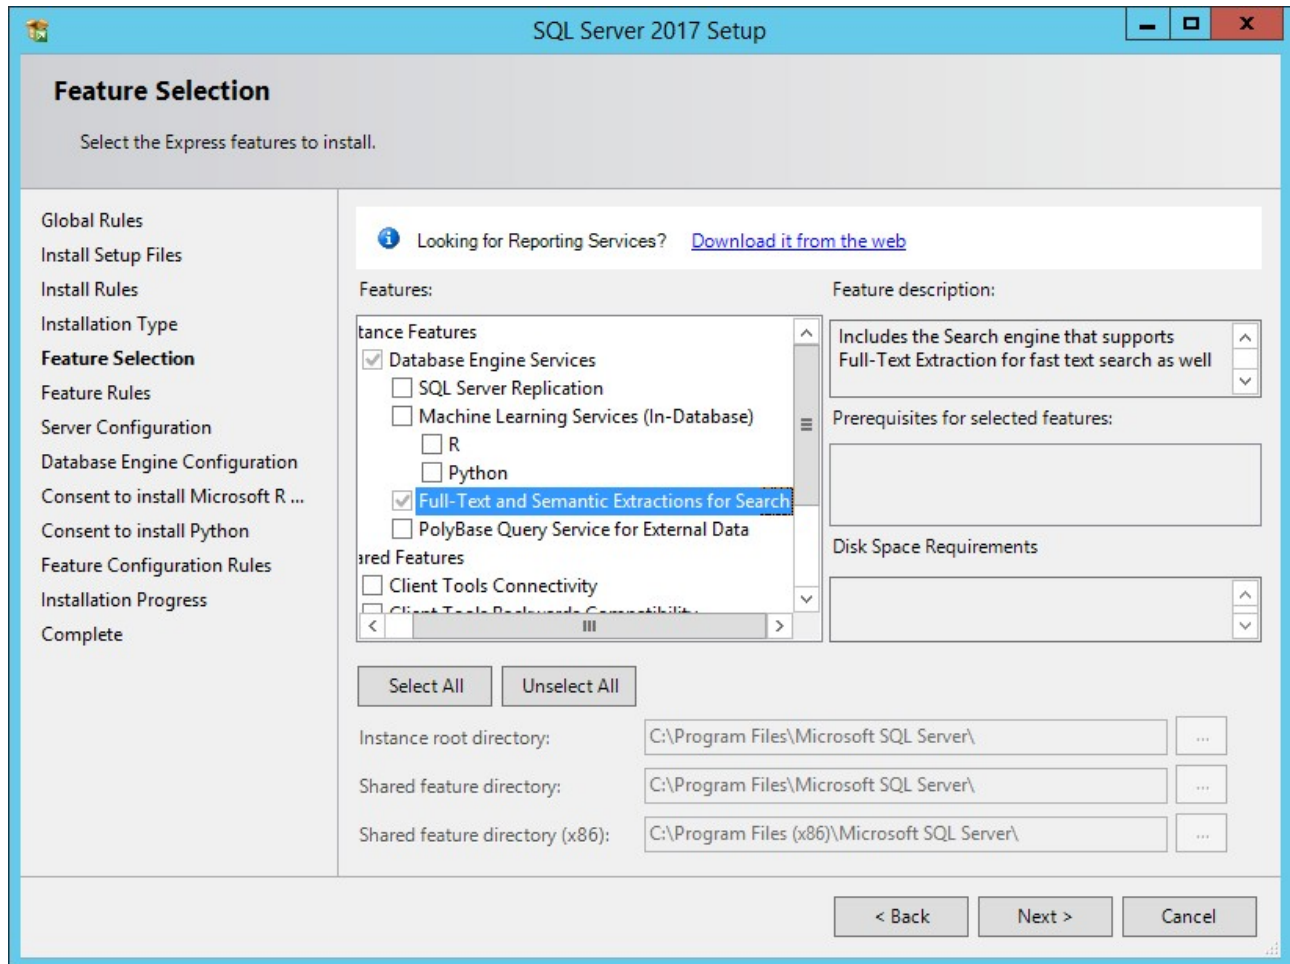 SQL Server 2017 Setup
Feature Selection
Select the Express features to install.
Global Rules
Install Setup Files
Install Rules
Installation Type
Feature Selection
Feature Rules
Server Configuration
Database Engine Configuration
Consent to install Microsoft R ...
Consent to install Python
Feature Configuration Rules
Installation Progress
Complete
Looking for Reporting Services? Download it from the web
Features:
tance Features
Database Engine Services
SQL Server Replication
Machine Learning Services (In-Database)
R
Python
Full-Text and Semantic Extractions for Search
PolyBase Query Service for External Data
ared Features
Client Tools Connectivity
Client Tools Backwards Compatibility
Feature description:
Includes the Search engine that supports
Full-Text Extraction for fast text search as well
Prerequisites for selected features:
Disk Space Requirements
Select All
Unselect All
Instance root directory: C:\Program Files\Microsoft SQL Server\ ...
Shared feature directory: C:\Program Files\Microsoft SQL Server\ ...
Shared feature directory (x86): C:\Program Files (x86)\Microsoft SQL Server\ ...
< Back
Next >
Cancel